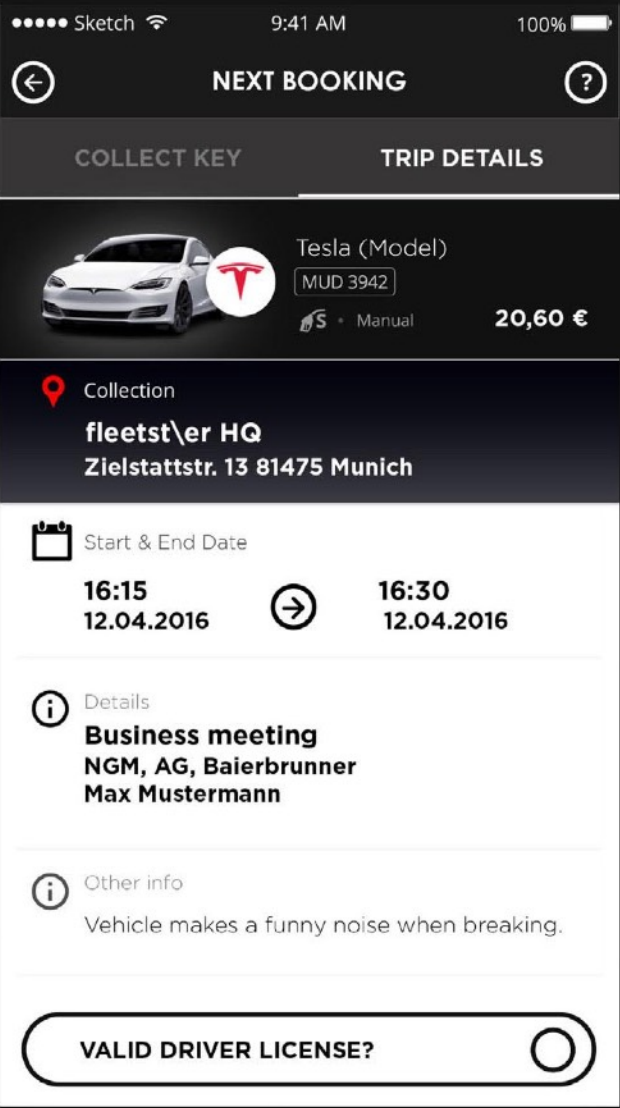 Sketch 9:41 AM 100%
NEXT BOOKING ?
COLLECT KEY TRIP DETAILS
Tesla (Model)
MUD 3942
S • Manual 20,60 €
Collection
fleetst\er HQ
Zielstattstr. 13 81475 Munich
Start & End Date
16:15 16:30
12.04.2016 12.04.2016
Details
Business meeting
NGM, AG, Baierbrunner
Max Mustermann
Other info
Vehicle makes a funny noise when breaking.
VALID DRIVER LICENSE?